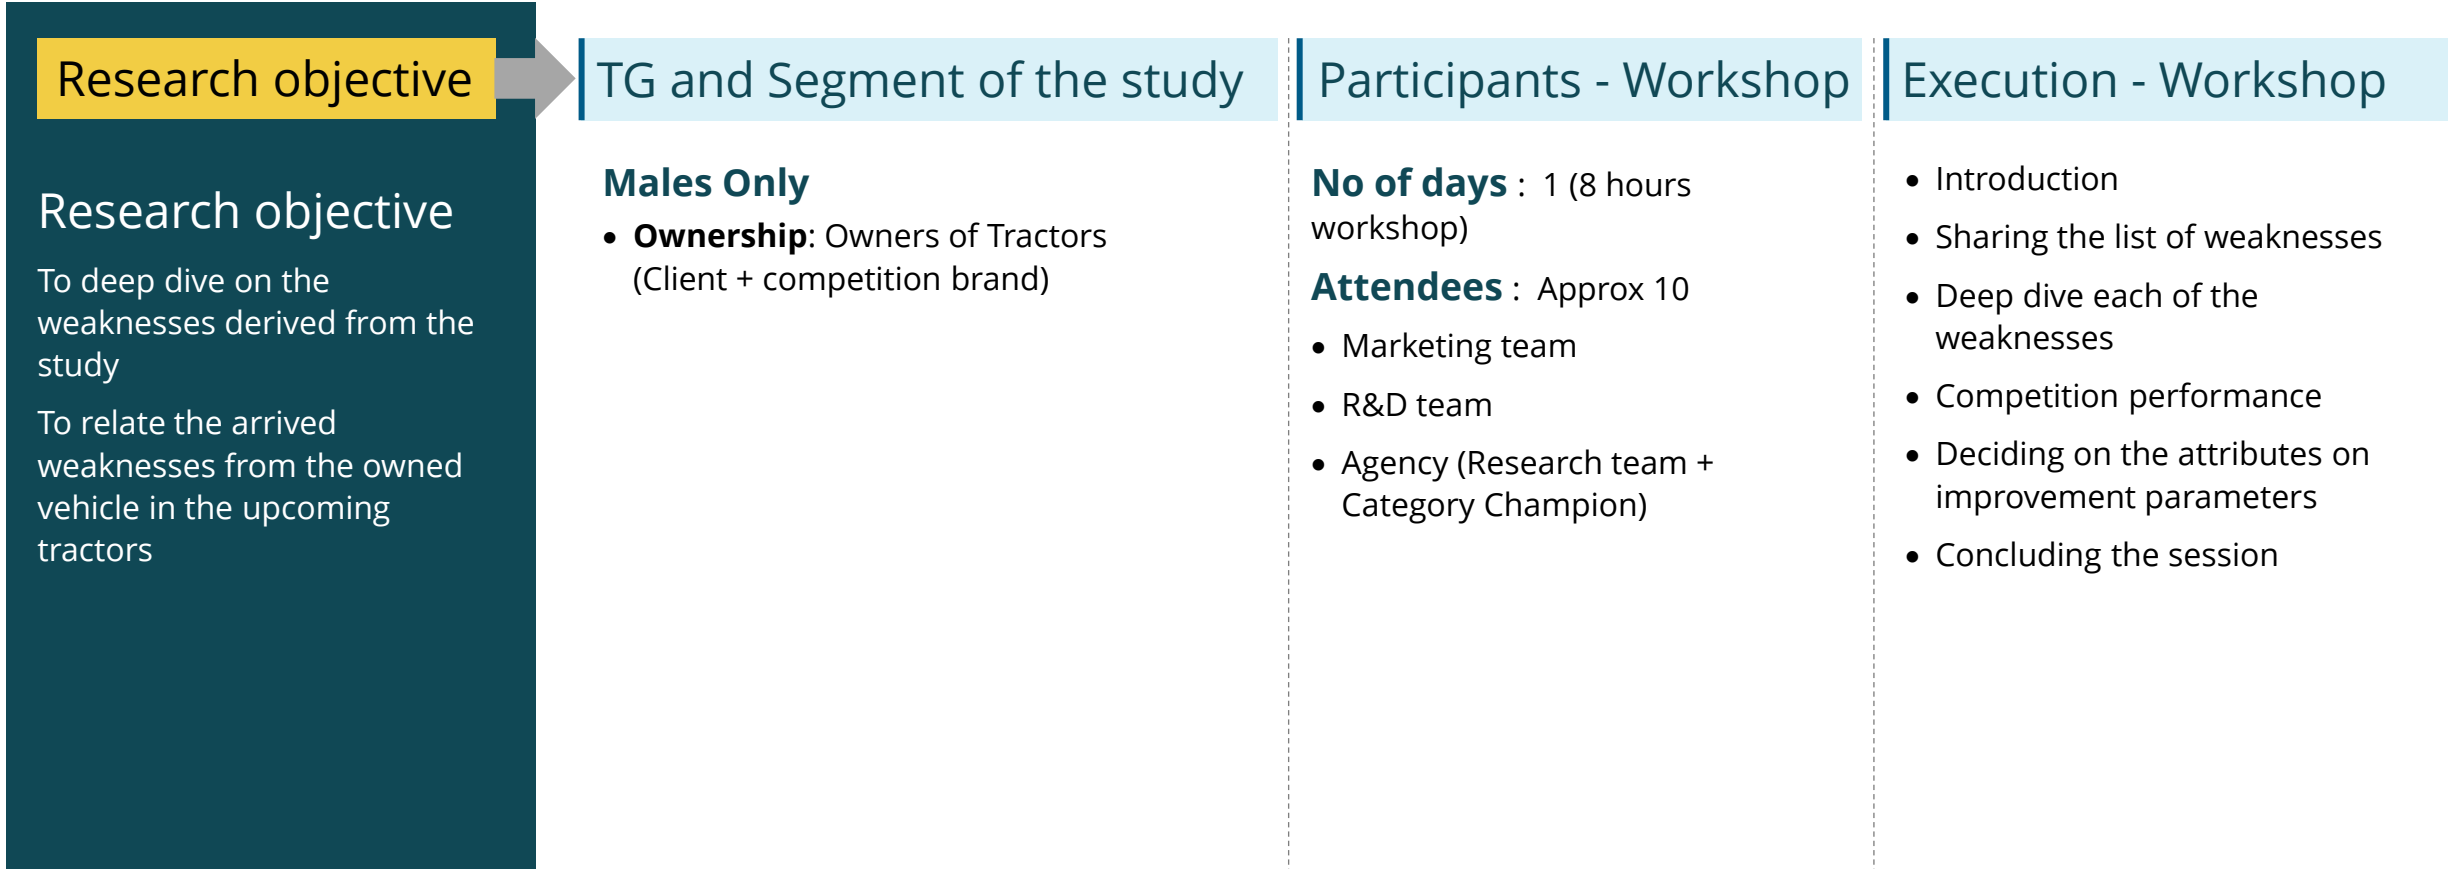 Research objective
Research objective
To deep dive on the
weaknesses derived from the
study
To relate the arrived
weaknesses from the owned
vehicle in the upcoming
tractors
TG and Segment of the study
Males Only
• Ownership: Owners of Tractors
(Client + competition brand)
Participants - Workshop
No of days : 1 (8 hours
workshop)
Attendees : Approx 10
• Marketing team
• R&D team
• Agency (Research team +
Category Champion)
Execution - Workshop
• Introduction
• Sharing the list of weaknesses
• Deep dive each of the
weaknesses
• Competition performance
• Deciding on the attributes on
improvement parameters
• Concluding the session